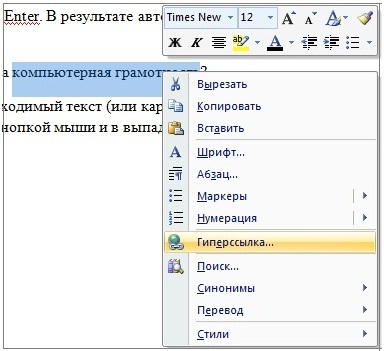 Enter. В результате авто
Times New 12 A A A
Ж К ab A
а компьютерная грамотность?
ходимый текст (или кар
нопкой мыши и в выпад
Вырезать
Копировать
Вставить
Шрифт...
Абзац...
Маркеры
Нумерация
Гиперссылка...
Поиск...
Синонимы
Перевод
Стили